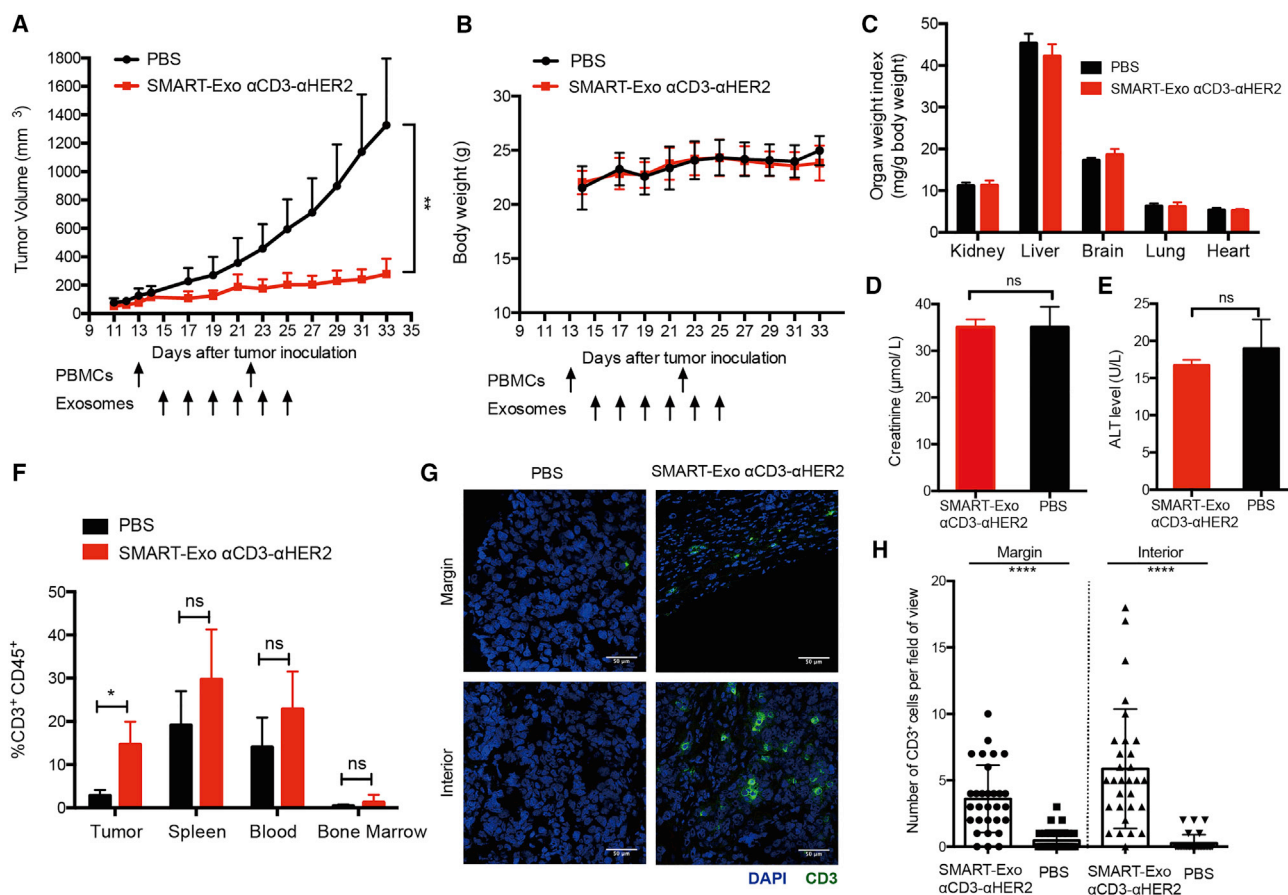 A
PBS
SMART-Exo αCD3-αHER2
Tumor Volume (mm ³)
1800
1600
1400
1200
1000
800
600
400
200
0
**
9 11 13 15 17 19 21 23 25 27 29 31 33 35
Days after tumor inoculation
PBMCs
Exosomes
B
PBS
SMART-Exo αCD3-αHER2
Body weight (g)
30
25
20
15
10
9 11 13 15 17 19 21 23 25 27 29 31 33
Days after tumor inoculation
PBMCs
Exosomes
C
PBS
SMART-Exo αCD3-αHER2
Organ weight index
(mg/g body weight)
50
40
30
20
10
0
Kidney Liver Brain Lung Heart
D
ns
Creatinine (µmol/ L)
40
30
20
10
0
SMART-Exo PBS
αCD3-αHER2
E
ns
ALT level (U/L)
25
20
15
10
5
0
SMART-Exo PBS
αCD3-αHER2
F
PBS
SMART-Exo αCD3-αHER2
%CD3⁺ CD45⁺
50
40
30
20
10
0
* ns ns ns
Tumor Spleen Blood Bone Marrow
G
PBS SMART-Exo αCD3-αHER2
Margin
50 µm 50 µm
Interior
50 µm 50 µm
DAPI CD3
H
Margin Interior
**** ****
Number of CD3⁺ cells per field of view
20
15
10
5
0
SMART-Exo PBS SMART-Exo PBS
αCD3-αHER2 αCD3-αHER2